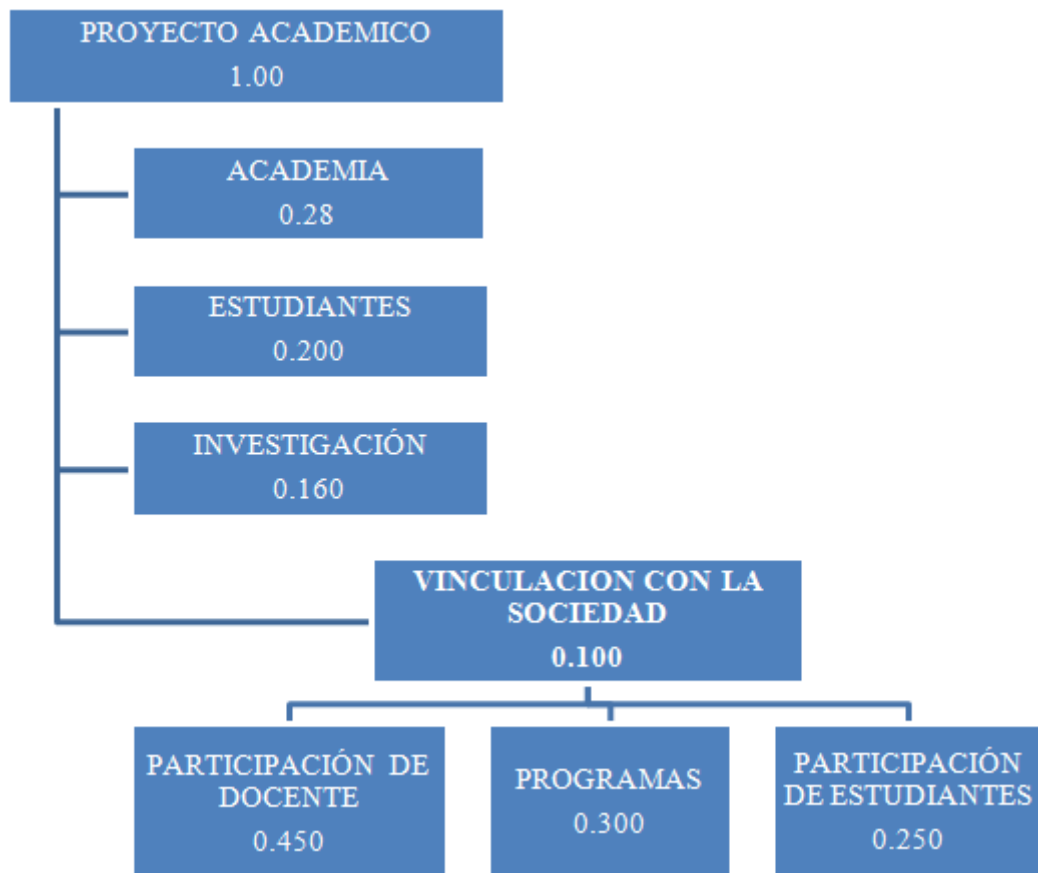 PROYECTO ACADEMICO
1.00
ACADEMIA
0.28
ESTUDIANTES
0.200
INVESTIGACIÓN
0.160
VINCULACION CON LA
SOCIEDAD
0.100
PARTICIPACIÓN DE
DOCENTE
0.450
PROGRAMAS
0.300
PARTICIPACIÓN
DE ESTUDIANTES
0.250